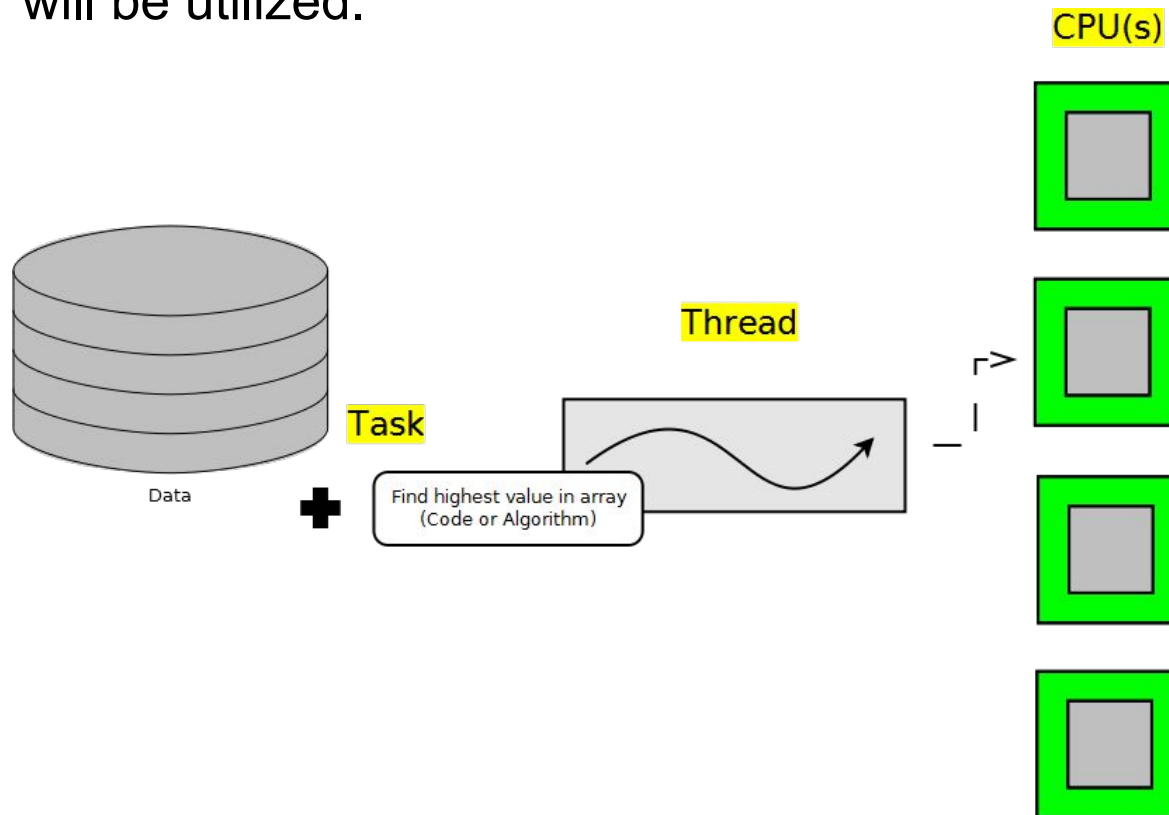 will be utilized.
CPU(s)
Thread
Task
Data
Find highest value in array
(Code or Algorithm)